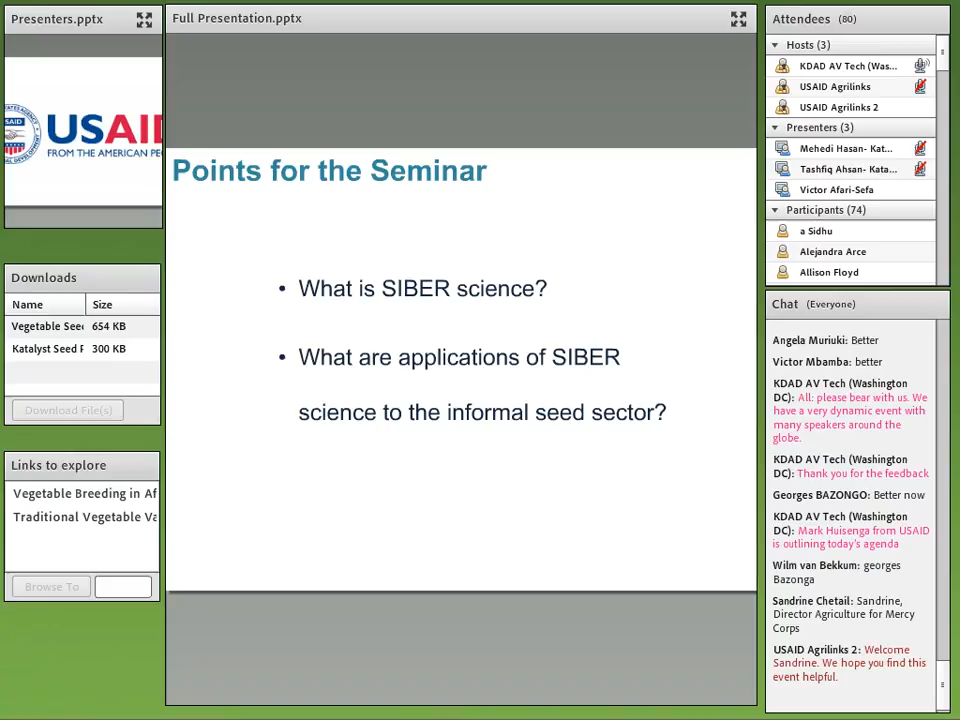 Presenters.pptx
USAID
FROM THE AMERICAN
Downloads
Name Size
Vegetable Seed 654 KB
Katalyst Seed F 300 KB
Download File(s)
Links to explore
Vegetable Breeding in Af
Traditional Vegetable Va
Browse To
Full Presentation.pptx
Points for the Seminar
• What is SIBER science?
• What are applications of SIBER
science to the informal seed sector?
Attendees (80)
Hosts (3)
KDAD AV Tech (Was...
USAID Agrilinks
USAID Agrilinks 2
Presenters (3)
Mehedi Hasan- Kat...
Tashfiq Ahsan- Kata...
Victor Afari-Sefa
Participants (74)
a Sidhu
Alejandra Arce
Allison Floyd
Chat (Everyone)
Angela Muriuki: Better
Victor Mbamba: better
KDAD AV Tech (Washington
DC): All: please bear with us. We
have a very dynamic event with
many speakers around the
globe.
KDAD AV Tech (Washington
DC): Thank you for the feedback
Georges BAZONGO: Better now
KDAD AV Tech (Washington
DC): Mark Huisenga from USAID
is outlining today's agenda
Wilm van Bekkum: georges
Bazonga
Sandrine Chetail: Sandrine,
Director Agriculture for Mercy
Corps
USAID Agrilinks 2: Welcome
Sandrine. We hope you find this
event helpful.